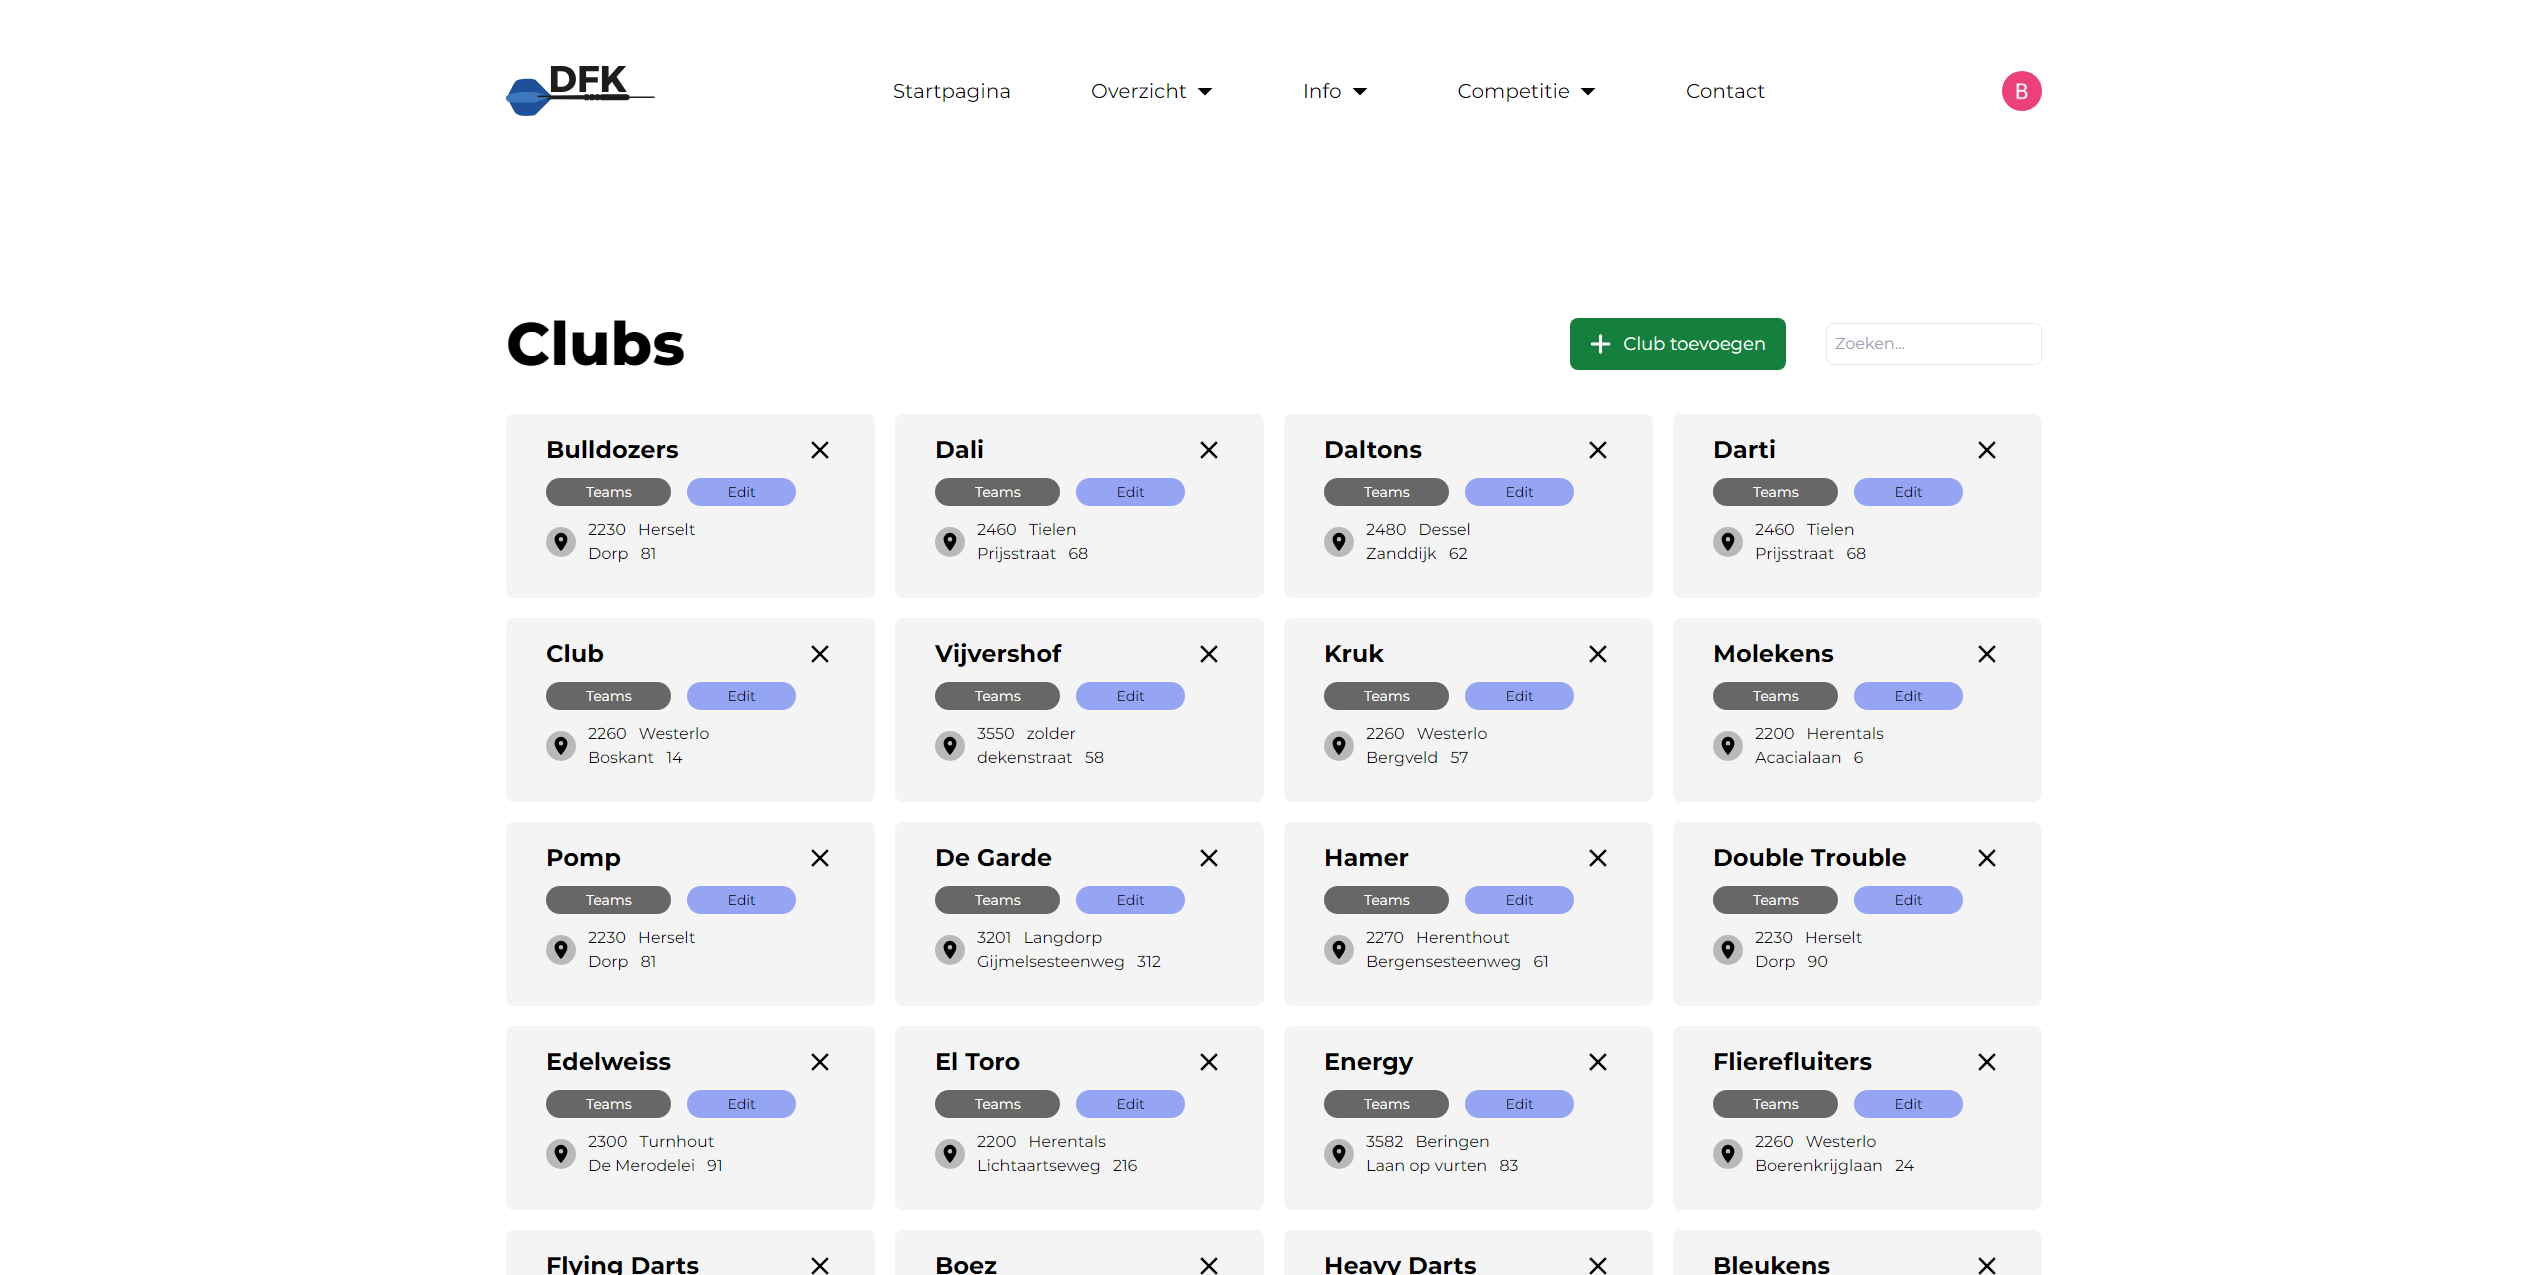 DFK
Startpagina
Overzicht
Info
Competitie
Contact
B
Clubs
Club toevoegen
Zoeken...
Bulldozers
Teams
Edit
2230 Herselt
Dorp 81
Dali
Teams
Edit
2460 Tielen
Prijsstraat 68
Daltons
Teams
Edit
2480 Dessel
Zanddijk 62
Darti
Teams
Edit
2460 Tielen
Prijsstraat 68
Club
Teams
Edit
2260 Westerlo
Boskant 14
Vijvershof
Teams
Edit
3550 zolder
dekenstraat 58
Kruk
Teams
Edit
2260 Westerlo
Bergveld 57
Molekens
Teams
Edit
2200 Herentals
Acacialaan 6
Pomp
Teams
Edit
2230 Herselt
Dorp 81
De Garde
Teams
Edit
3201 Langdorp
Gijmelsesteenweg 312
Hamer
Teams
Edit
2270 Herenthout
Bergensesteenweg 61
Double Trouble
Teams
Edit
2230 Herselt
Dorp 90
Edelweiss
Teams
Edit
2300 Turnhout
De Merodelei 91
El Toro
Teams
Edit
2200 Herentals
Lichtaartseweg 216
Energy
Teams
Edit
3582 Beringen
Laan op vurten 83
Flierefluiters
Teams
Edit
2260 Westerlo
Boerenkrijglaan 24
Flying Darts
Boez
Heavy Darts
Bleukens